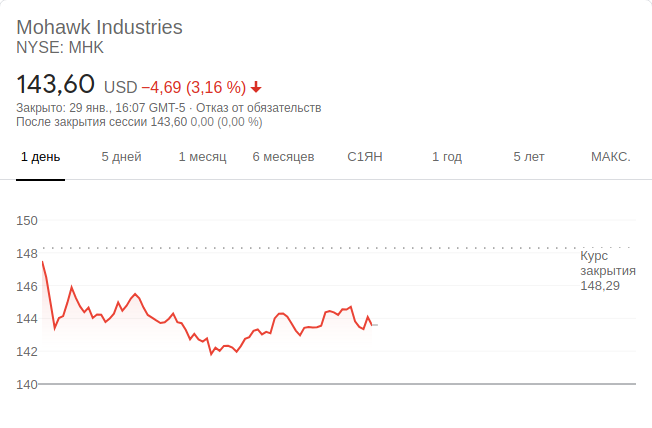 Mohawk Industries
NYSE: MHK
143,60 USD −4,69 (3,16 %)
Закрыто: 29 янв., 16:07 GMT-5 · Отказ от обязательств
После закрытия сессии 143,60 0,00 (0,00 %)
1 день 5 дней 1 месяц 6 месяцев С1ЯН 1 год 5 лет МАКС.
150
148
Курс
закрытия
146
148,29
144
142
140